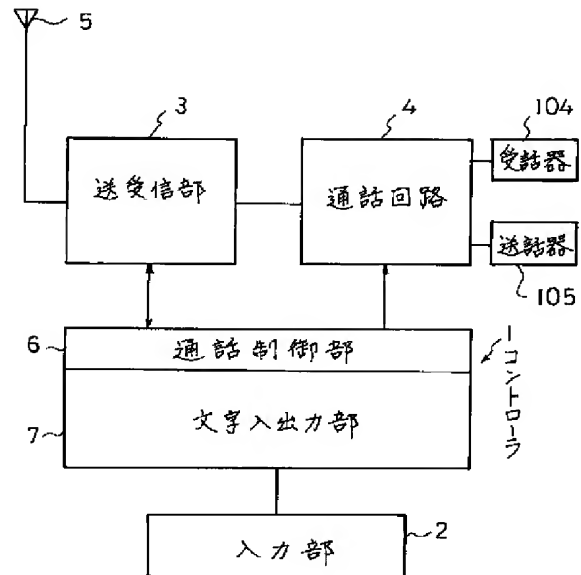 5
3
4
104
送受信部
通話回路
受話器
送話器
105
6
通話制御部
1コントローラ
7
文字入出力部
2
入力部